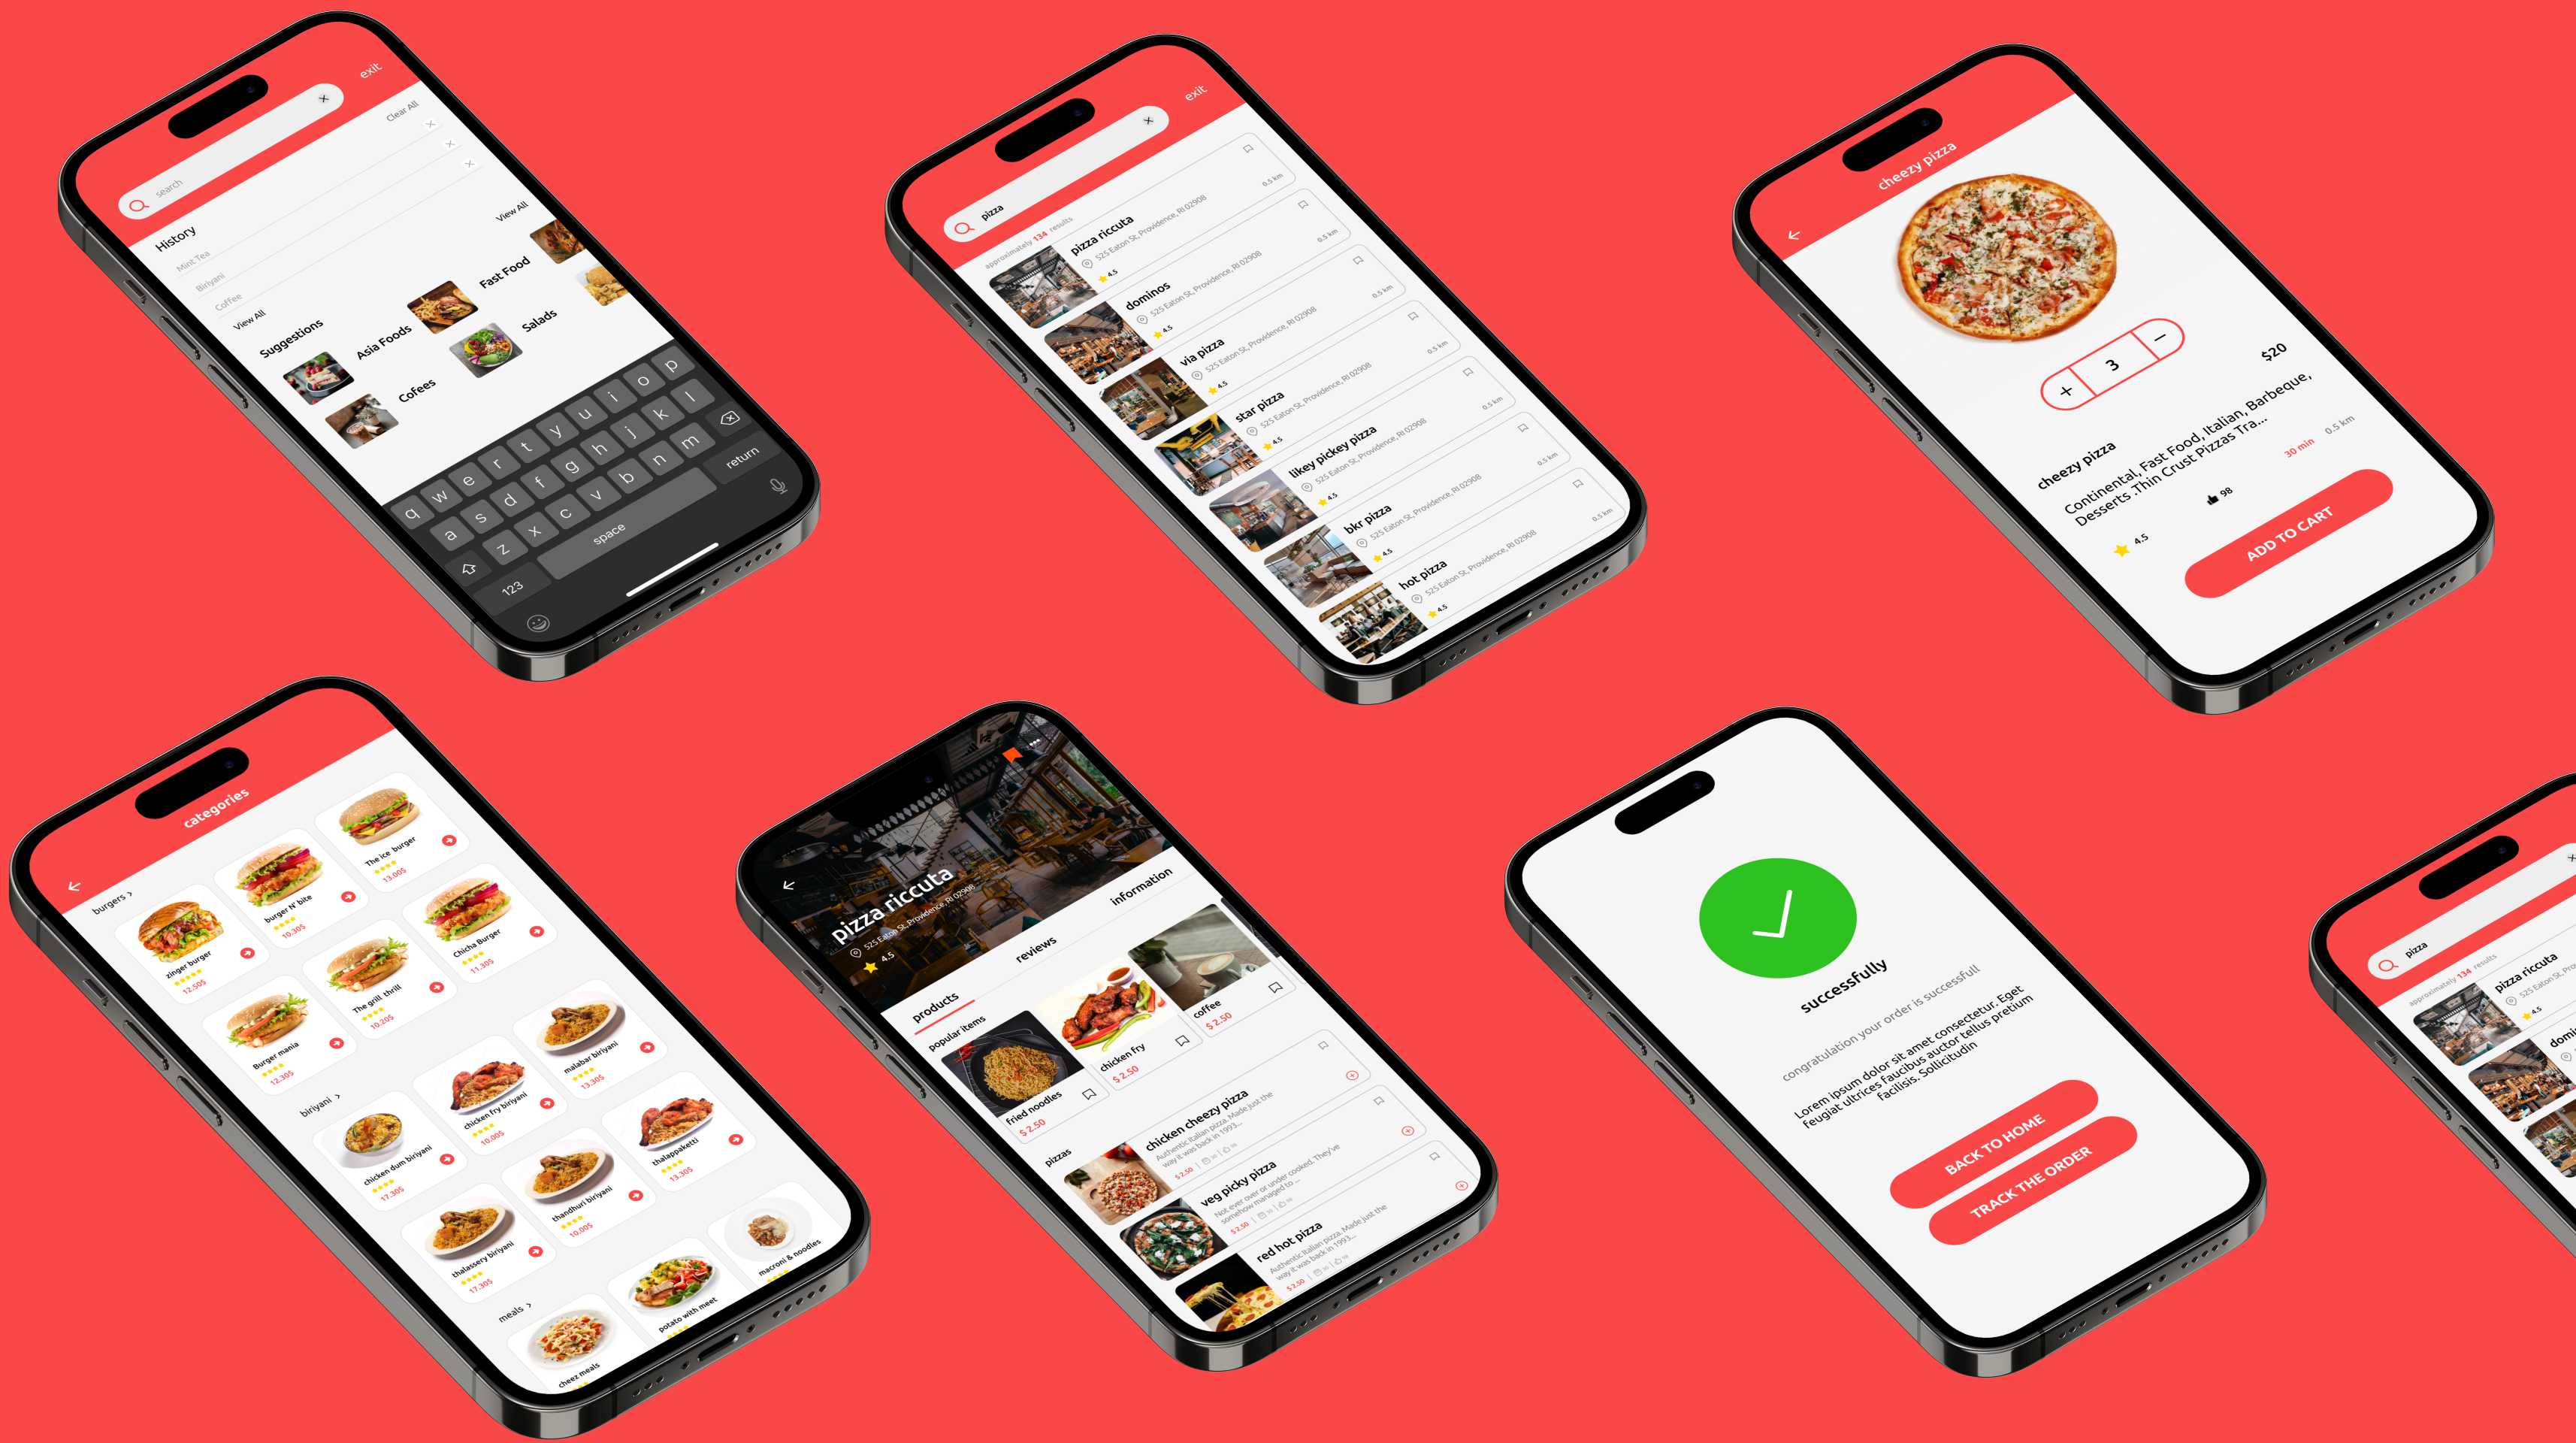 exit
search
Clear All
History
Mint Tea
Biriyani
Coffee
View All
View All
Suggestions
Asia Foods
Fast Food
Cofees
Salads
q w e r t y u i o p
a s d f g h j k l
z x c v b n m
123 space return
exit
pizza
approximately 134 results
pizza riccuta
525 Eaton St, Providence, RI 02908
4.5
0.5 km
dominos
525 Eaton St, Providence, RI 02908
4.5
0.5 km
via pizza
525 Eaton St, Providence, RI 02908
4.5
0.5 km
star pizza
525 Eaton St, Providence, RI 02908
4.5
0.5 km
likey pickey pizza
525 Eaton St, Providence, RI 02908
4.5
0.5 km
bkr pizza
525 Eaton St, Providence, RI 02908
4.5
0.5 km
hot pizza
525 Eaton St, Providence, RI 02908
4.5
0.5 km
cheezy pizza
+ 3 −
$20
cheezy pizza
Continental, Fast Food, Italian, Barbeque,
Desserts .Thin Crust Pizzas Tra...
4.5
98
30 min
0.5 km
ADD TO CART
categories
burgers >
zinger burger
12.50$
burger N' bite
10.30$
The ice burger
13.00$
Burger mania
12.30$
The grill thrill
10.20$
Chicha Burger
11.30$
biriyani >
chicken dum biriyani
17.30$
chicken fry biriyani
10.00$
malabar biriyani
13.30$
thalassery biriyani
17.30$
thandhuri biriyani
10.00$
thalappaketti
13.30$
meals >
cheez meals
potato with meet
macroni & noodles
pizza riccuta
525 Eaton St, Providence, RI 02908
4.5
products
reviews
information
popular items
fried noodles
$ 2.50
chicken fry
$ 2.50
coffee
$ 2.50
pizzas
chicken cheezy pizza
Authentic Italian pizza. Made just the
way it was back in 1993...
$ 2.50
veg picky pizza
Not ever over or under cooked. They've
somehow managed to ...
$ 2.50
red hot pizza
Authentic Italian pizza. Made just the
way it was back in 1993...
$ 2.50
successfully
congratulation your order is successfull
Lorem ipsum dolor sit amet consectetur. Eget
feugiat ultrices faucibus auctor tellus pretium
facilisis. Sollicitudin
BACK TO HOME
TRACK THE ORDER
pizza
approximately 134 results
pizza riccuta
525 Eaton St,
4.5